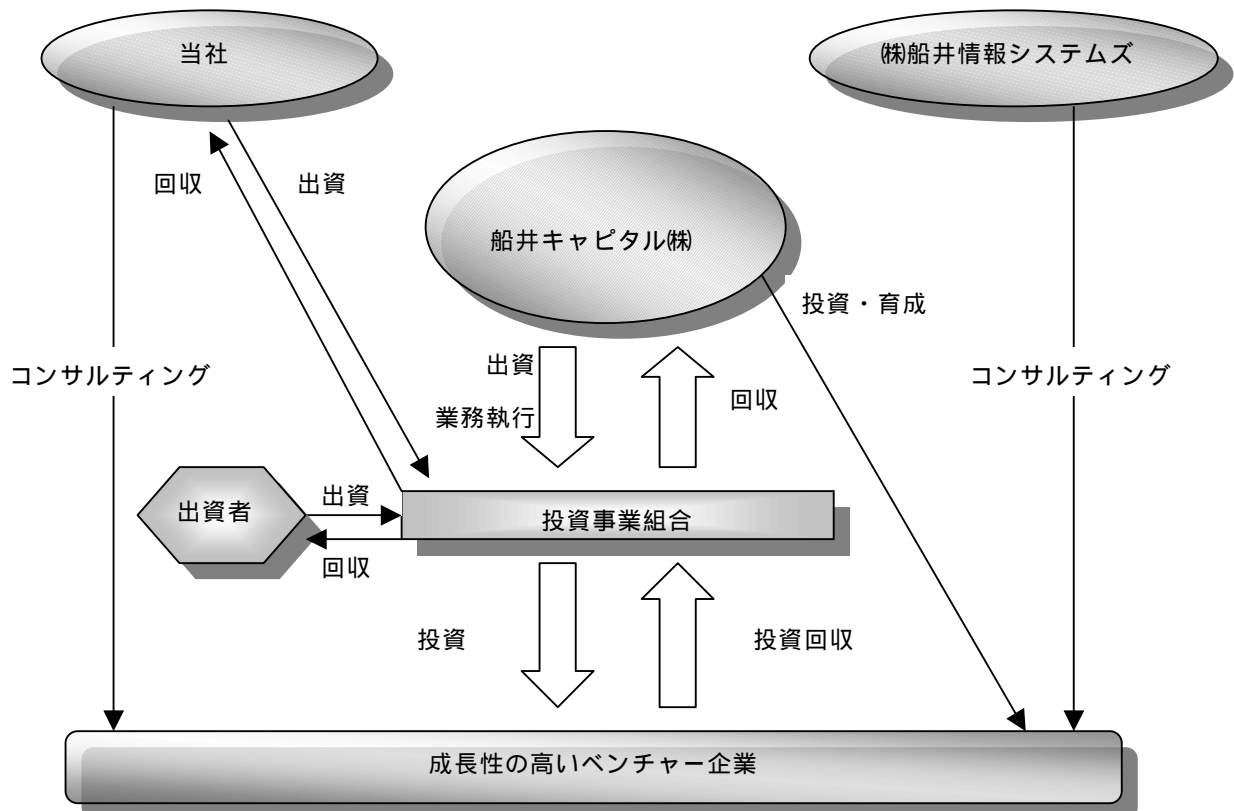 当社
㈱船井情報システムズ
回収
出資
船井キャピタル㈱
投資・育成
コンサルティング
出資
業務執行
回収
コンサルティング
出資者
出資
回収
投資事業組合
投資
投資回収
成長性の高いベンチャー企業